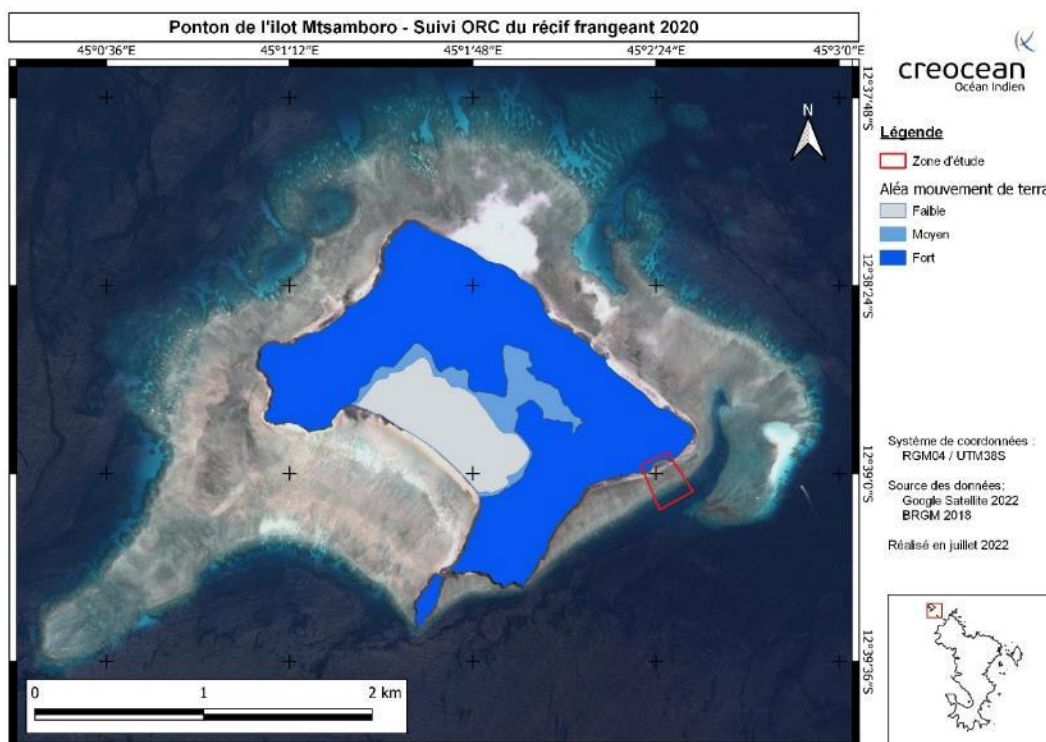 Ponton de l'ilot Mtsamboro - Suivi ORC du récif frangeant 2020
45°0'36"E 45°1'12"E 45°1'48"E 45°2'24"E 45°3'0"E
12°37'48"S
12°38'24"S
12°39'0"S
12°39'36"S
N
0 1 2 km
creocean
Océan Indien
Légende
Zone d'étude
Aléa mouvement de terra
Faible
Moyen
Fort
Système de coordonnées :
RGM04 / UTM38S
Source des données:
Google Satellite 2022
BRGM 2018
Réalisé en juillet 2022